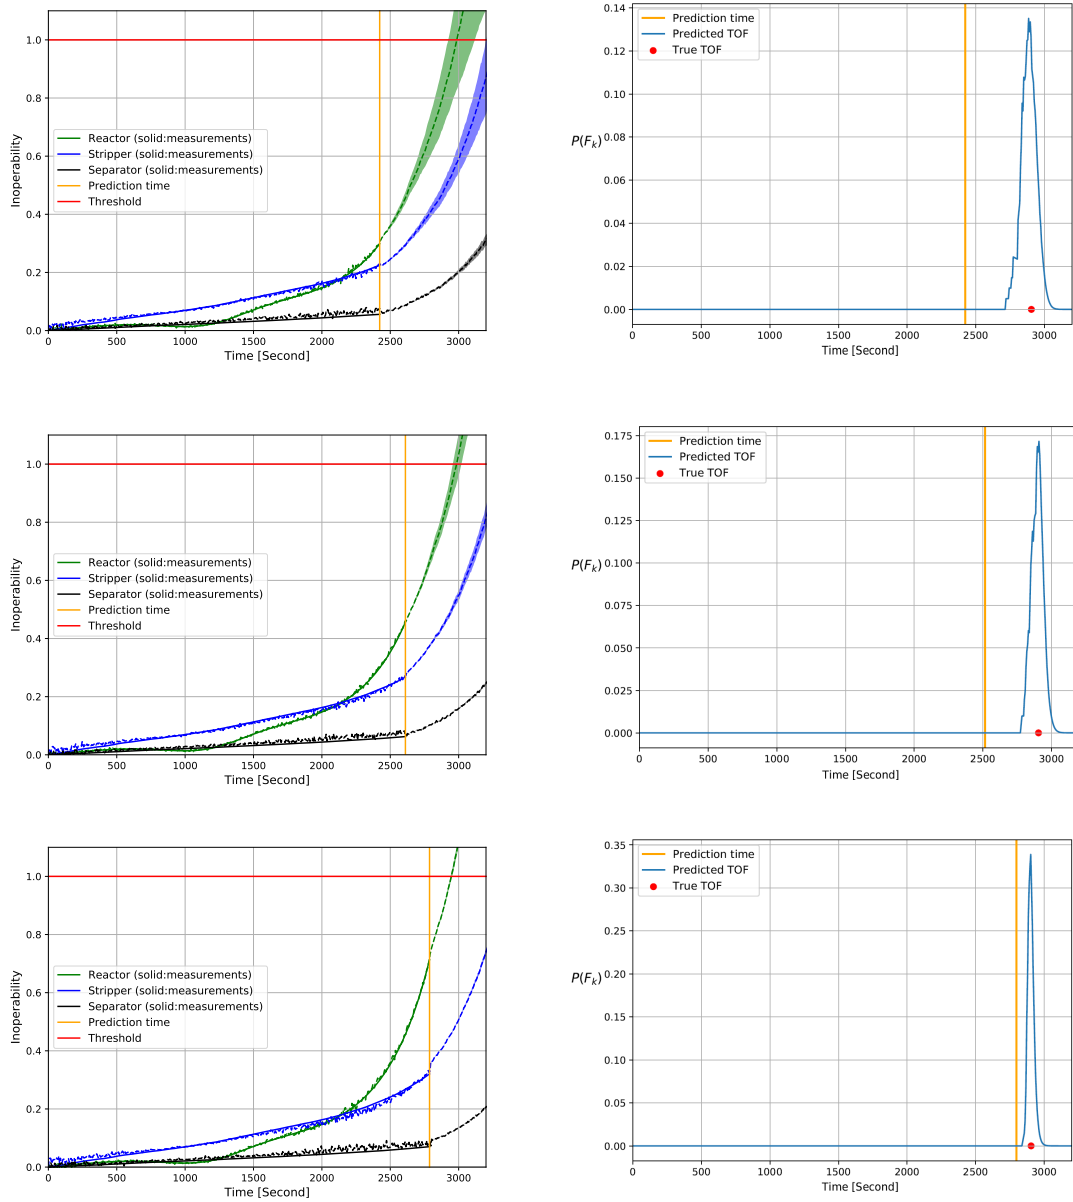 1.0
0.8
0.6
0.4
0.2
0.0
Inoperability
Reactor (solid:measurements)
Stripper (solid:measurements)
Separator (solid:measurements)
Prediction time
Threshold
0 500 1000 1500 2000 2500 3000
Time [Second]
0.14
0.12
0.10
0.08
0.06
0.04
0.02
0.00
P(F_k)
Prediction time
Predicted TOF
True TOF
0 500 1000 1500 2000 2500 3000
Time [Second]
1.0
0.8
0.6
0.4
0.2
0.0
Inoperability
Reactor (solid:measurements)
Stripper (solid:measurements)
Separator (solid:measurements)
Prediction time
Threshold
0 500 1000 1500 2000 2500 3000
Time [Second]
0.175
0.150
0.125
0.100
0.075
0.050
0.025
0.000
P(F_k)
Prediction time
Predicted TOF
True TOF
0 500 1000 1500 2000 2500 3000
Time [Second]
1.0
0.8
0.6
0.4
0.2
0.0
Inoperability
Reactor (solid:measurements)
Stripper (solid:measurements)
Separator (solid:measurements)
Prediction time
Threshold
0 500 1000 1500 2000 2500 3000
Time [Second]
0.35
0.30
0.25
0.20
0.15
0.10
0.05
0.00
P(F_k)
Prediction time
Predicted TOF
True TOF
0 500 1000 1500 2000 2500 3000
Time [Second]